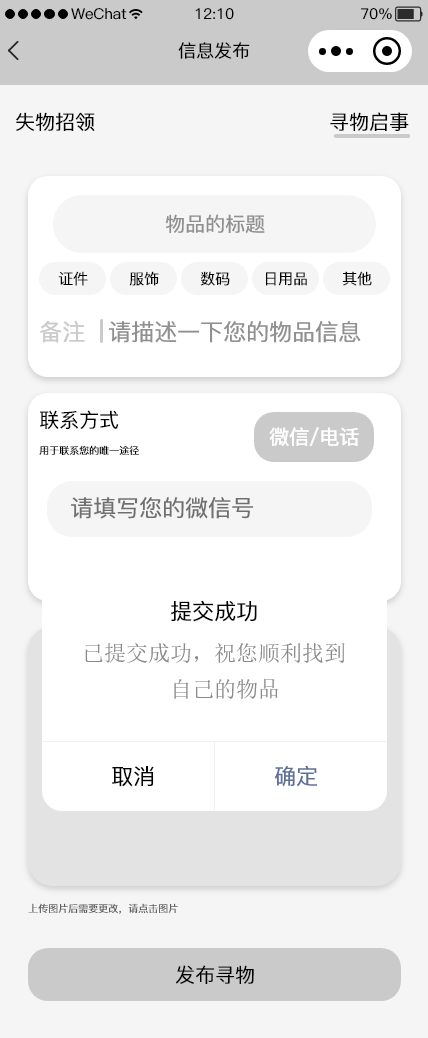 WeChat 12:10 70%
信息发布
失物招领 寻物启事
物品的标题
证件 服饰 数码 日用品 其他
备注 请描述一下您的物品信息
联系方式
微信/电话
用于联系您的唯一途径
请填写您的微信号
提交成功
已提交成功，祝您顺利找到
自己的物品
取消 确定
上传图片后需要更改，请点击图片
发布寻物